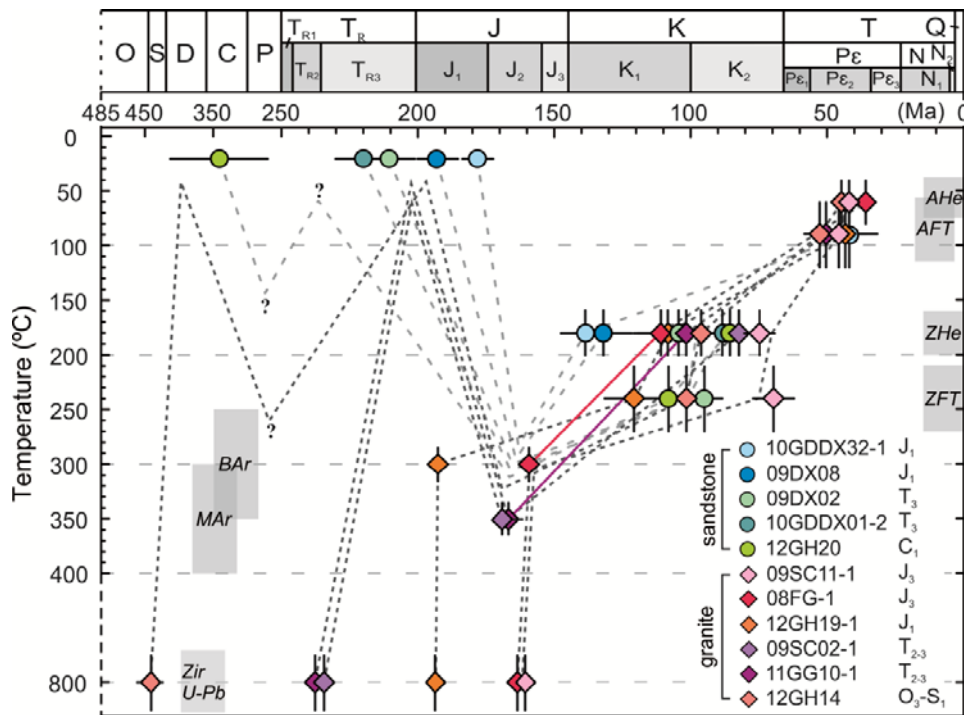 O S D C P TR1 TR J K T Q
TR2 TR3 J1 J2 J3 K1 K2 Pε N N2
Pε1 Pε2 Pε3 N1
485 450 350 250 200 150 100 50 (Ma) 0
0
50
100
150
200
250
300
350
400
800
Temperature (ºC)
?
?
?
AHe
AFT
ZHe
ZFT
BAr
MAr
Zir
U-Pb
sandstone
10GDDX32-1 J1
09DX08 J1
09DX02 T3
10GDDX01-2 T3
12GH20 C1
granite
09SC11-1 J3
08FG-1 J3
12GH19-1 J1
09SC02-1 T2-3
11GG10-1 T2-3
12GH14 O3-S1